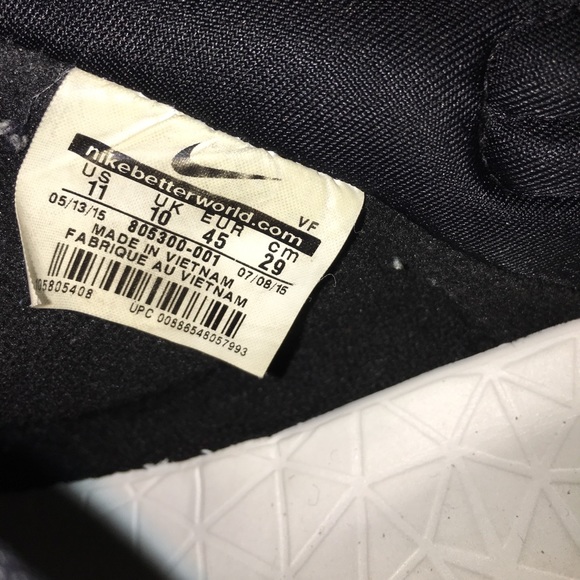 nikebetterworld.com
US UK EUR cm VF
11 10 45 29
05/13/15 805300-001 07/08/15
MADE IN VIETNAM
FABRIQUE AU VIETNAM
05805408
UPC 00886548057993